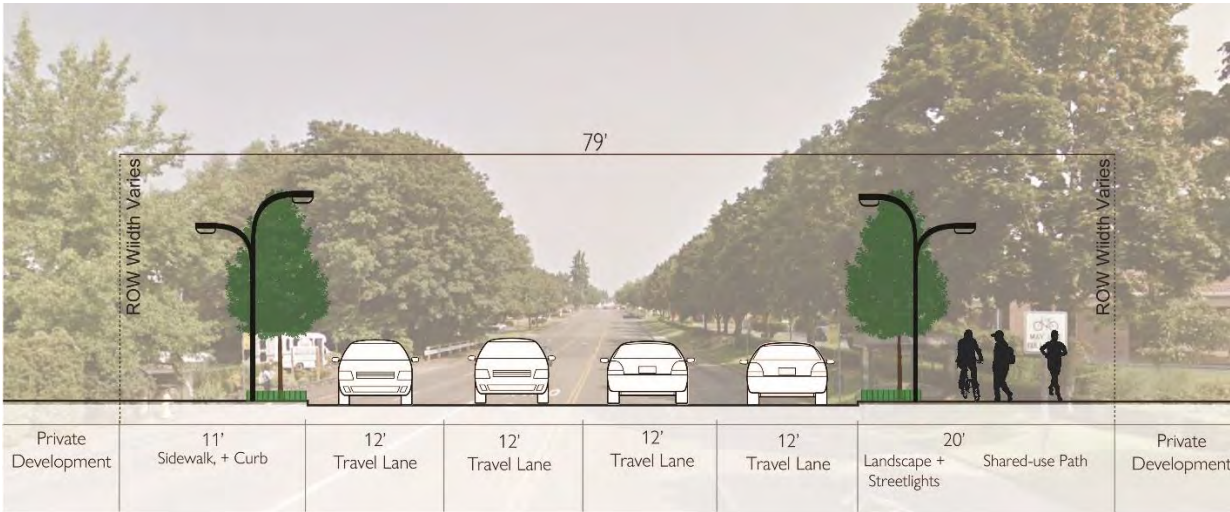 79'
ROW Wiidth Varies
ROW Wiidth Varies
Private
Development
11'
Sidewalk, + Curb
12'
Travel Lane
12'
Travel Lane
12'
Travel Lane
12'
Travel Lane
20'
Landscape +
Streetlights
Shared-use Path
Private
Development